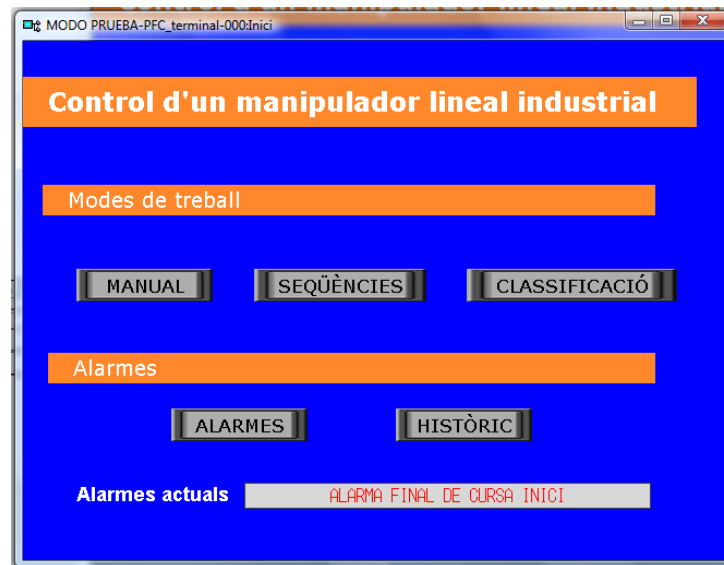 MODO PRUEBA-PFC_terminal-000:Inici
Control d'un manipulador lineal industrial
Modes de treball
MANUAL SEQÜÈNCIES CLASSIFICACIÓ
Alarmes
ALARMES HISTÒRIC
Alarmes actuals ALARMA FINAL DE CURSA INICI